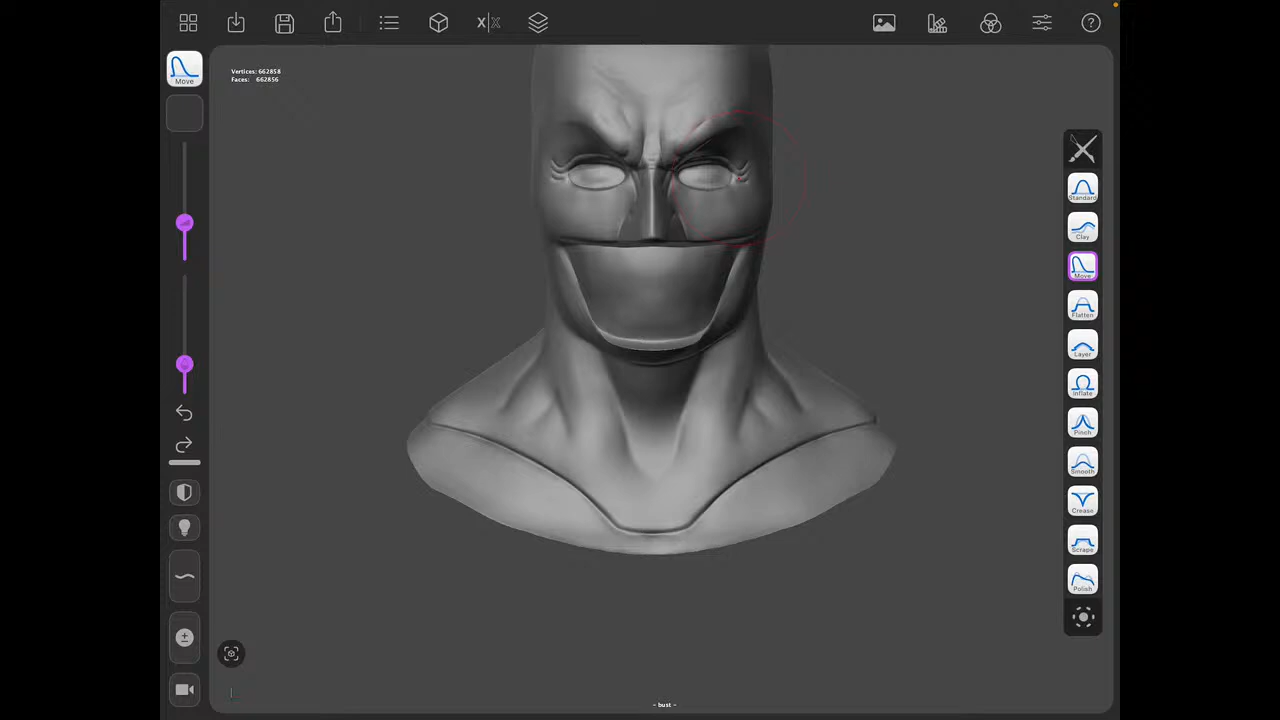 Move
Vertices: 662858
Faces: 662856
Standard
Clay
Move
Flatten
Layer
Inflate
Pinch
Smooth
Crease
Scrape
Polish
~ bust ~